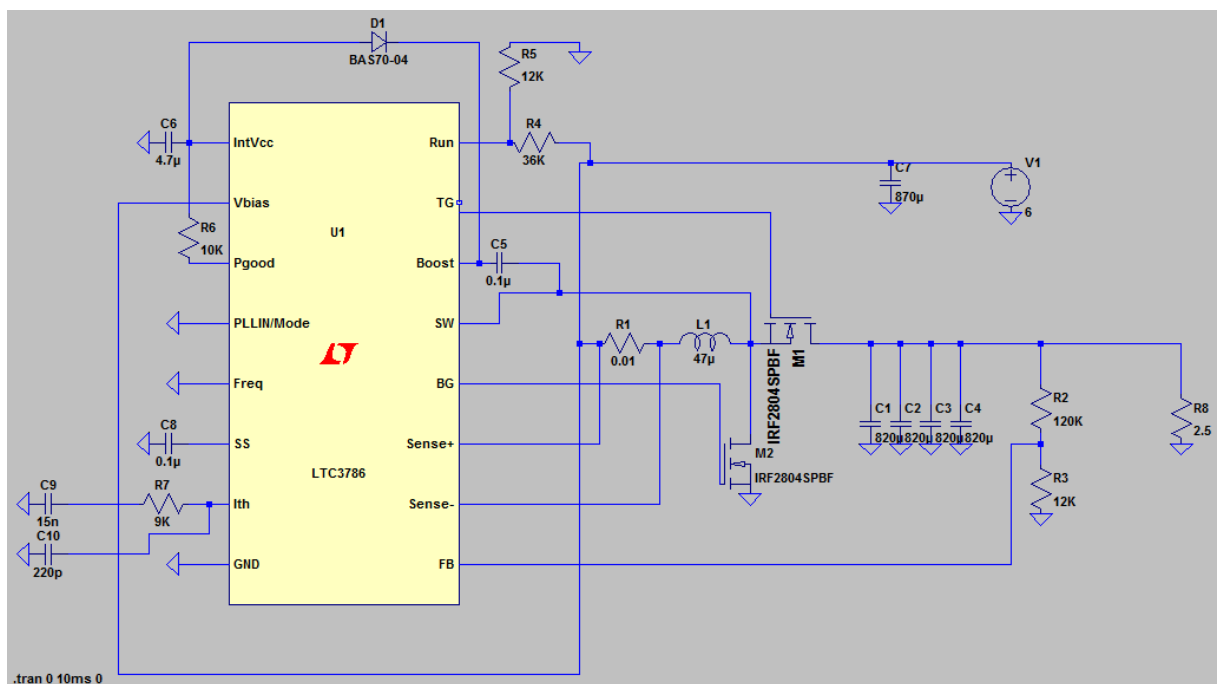 D1
BAS70-04
R5
12K
C6
4.7µ
IntVcc
Run
R4
36K
C7
870µ
V1
6
Vbias
TG
R6
10K
U1
Pgood
Boost
C5
0.1µ
PLLIN/Mode
SW
R1
0.01
L1
47µ
IRF2804SPBF
M1
Freq
BG
C1
820µ
C2
820µ
C3
820µ
C4
820µ
R2
120K
R8
2.5
C8
0.1µ
SS
LTC3786
Sense+
M2
IRF2804SPBF
C9
15n
R7
9K
Ith
Sense-
R3
12K
C10
220p
GND
FB
.tran 0 10ms 0